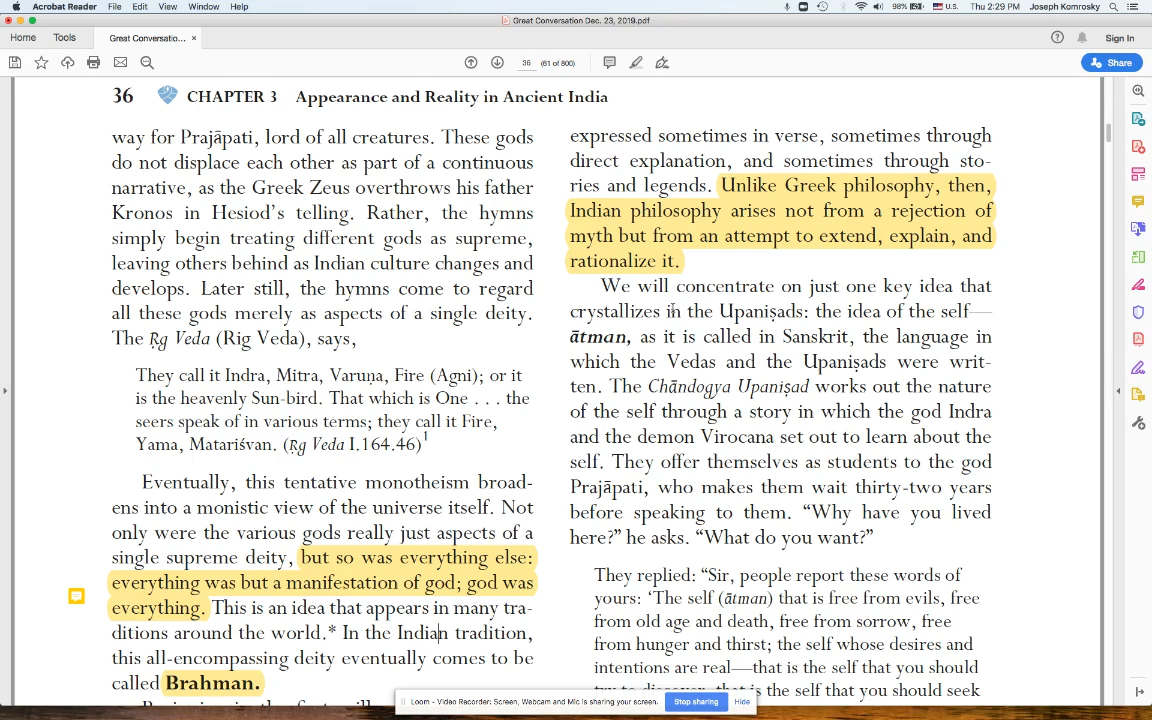 Acrobat Reader File Edit View Window Help 98% U.S. Thu 2:29 PM Joseph Komrosky
Great Conversation Dec. 23, 2019.pdf
Home Tools Great Conversatio... × Sign In
36 (61 of 800) Share
36 CHAPTER 3 Appearance and Reality in Ancient India
way for Prajāpati, lord of all creatures. These gods
do not displace each other as part of a continuous
narrative, as the Greek Zeus overthrows his father
Kronos in Hesiod's telling. Rather, the hymns
simply begin treating different gods as supreme,
leaving others behind as Indian culture changes and
develops. Later still, the hymns come to regard
all these gods merely as aspects of a single deity.
The Ṛg Veda (Rig Veda), says,
They call it Indra, Mitra, Varuṇa, Fire (Agni); or it
is the heavenly Sun-bird. That which is One . . . the
seers speak of in various terms; they call it Fire,
Yama, Matariśvan. (Ṛg Veda I.164.46)1
Eventually, this tentative monotheism broad-
ens into a monistic view of the universe itself. Not
only were the various gods really just aspects of a
single supreme deity, but so was everything else:
everything was but a manifestation of god; god was
everything. This is an idea that appears in many tra-
ditions around the world.* In the Indian tradition,
this all-encompassing deity eventually comes to be
called Brahman.
expressed sometimes in verse, sometimes through
direct explanation, and sometimes through sto-
ries and legends. Unlike Greek philosophy, then,
Indian philosophy arises not from a rejection of
myth but from an attempt to extend, explain, and
rationalize it.
We will concentrate on just one key idea that
crystallizes in the Upaniṣads: the idea of the self—
ātman, as it is called in Sanskrit, the language in
which the Vedas and the Upaniṣads were writ-
ten. The Chāndogya Upaniṣad works out the nature
of the self through a story in which the god Indra
and the demon Virocana set out to learn about the
self. They offer themselves as students to the god
Prajāpati, who makes them wait thirty-two years
before speaking to them. "Why have you lived
here?" he asks. "What do you want?"
They replied: "Sir, people report these words of
yours: 'The self (ātman) that is free from evils, free
from old age and death, free from sorrow, free
from hunger and thirst; the self whose desires and
intentions are real—that is the self that you should
is the self that you should seek
Loom - Video Recorder: Screen, Webcam and Mic is sharing your screen. Stop sharing Hide